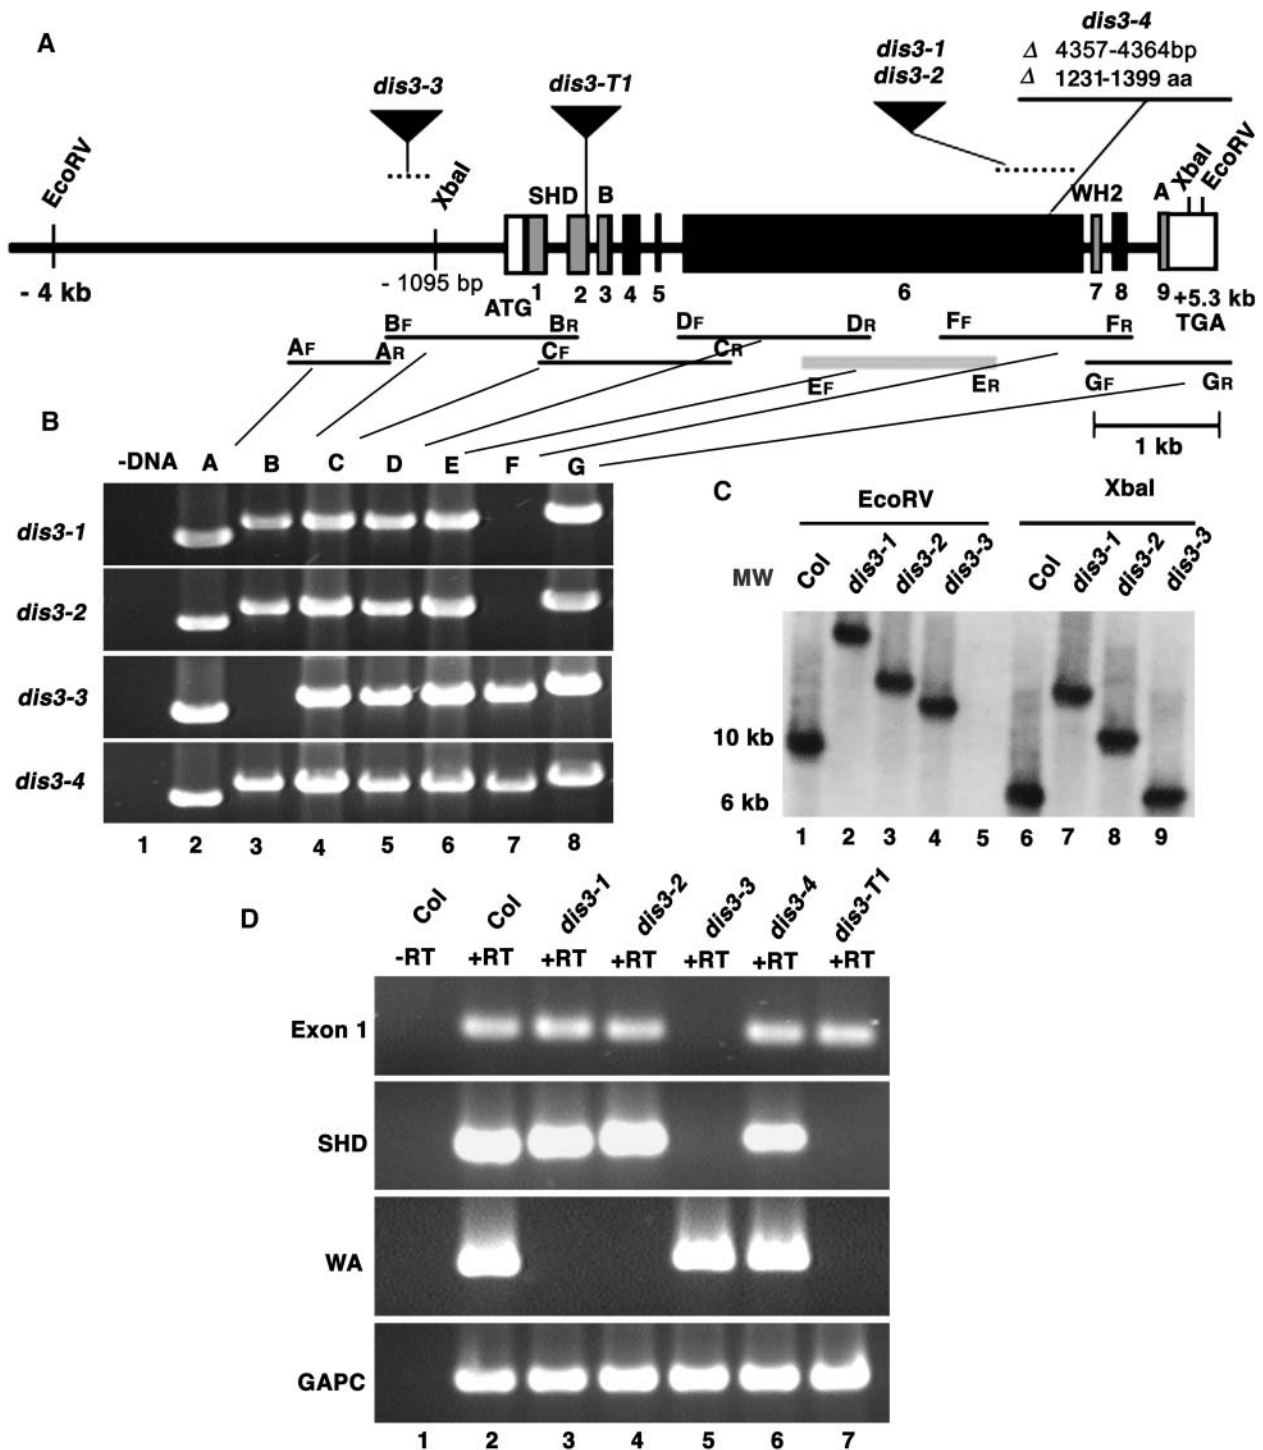 A
dis3-3
dis3-T1
dis3-1
dis3-2
dis3-4
Δ 4357-4364bp
Δ 1231-1399 aa
EcoRV
XbaI
SHD
B
WH2
A
XbaI
EcoRV
- 4 kb
- 1095 bp
ATG
1 2 3 4 5 6 7 8 9
+5.3 kb
TGA
AF AR
BF BR
CF CR
DF DR
EF ER
FF FR
GF GR
1 kb
B
-DNA A B C D E F G
dis3-1
dis3-2
dis3-3
dis3-4
1 2 3 4 5 6 7 8
C
EcoRV
XbaI
MW
Col dis3-1 dis3-2 dis3-3
Col dis3-1 dis3-2 dis3-3
10 kb
6 kb
1 2 3 4 5 6 7 8 9
D
Col Col dis3-1 dis3-2 dis3-3 dis3-4 dis3-T1
-RT +RT +RT +RT +RT +RT +RT
Exon 1
SHD
WA
GAPC
1 2 3 4 5 6 7